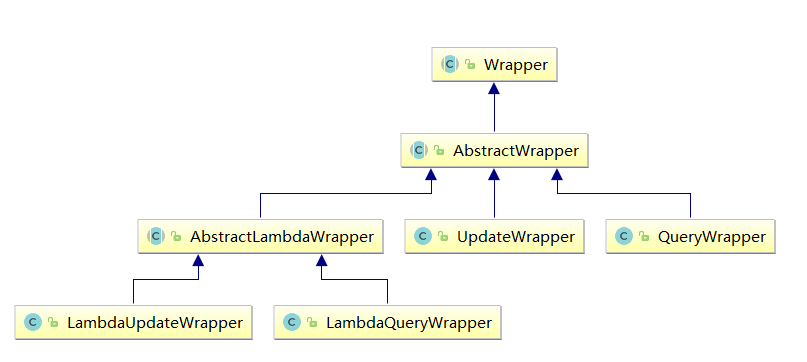 Wrapper
AbstractWrapper
AbstractLambdaWrapper
UpdateWrapper
QueryWrapper
LambdaUpdateWrapper
LambdaQueryWrapper